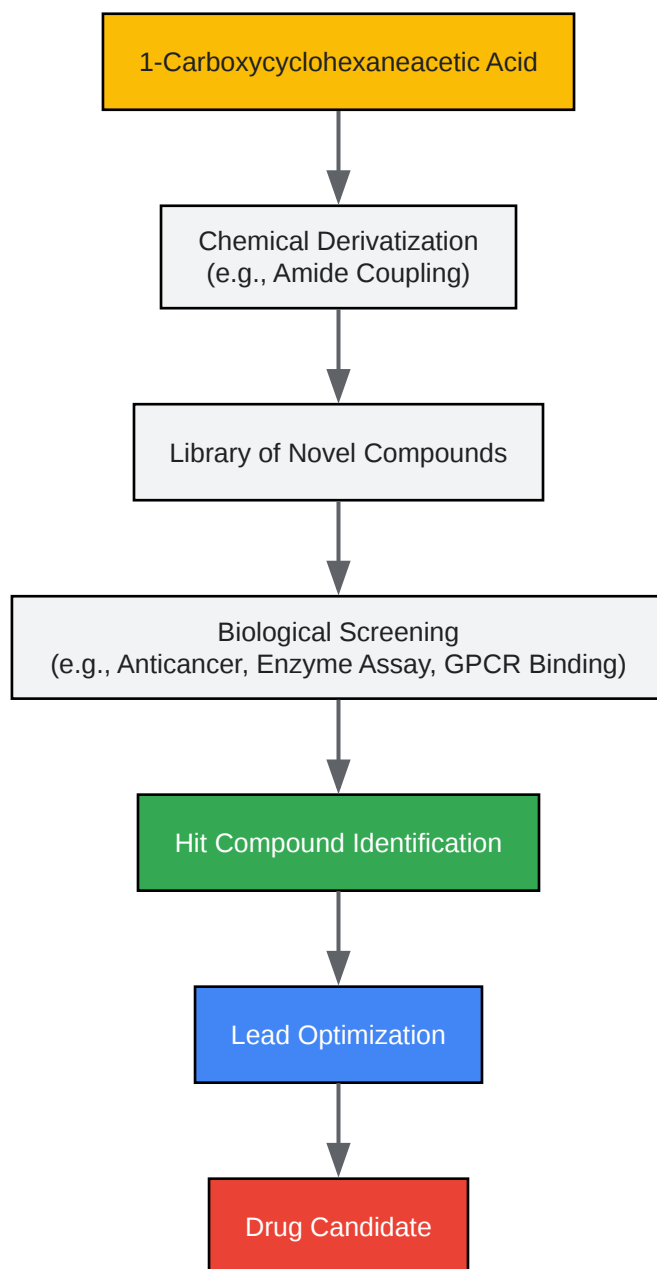 1-Carboxycyclohexaneacetic Acid
Chemical Derivatization
(e.g., Amide Coupling)
Library of Novel Compounds
Biological Screening
(e.g., Anticancer, Enzyme Assay, GPCR Binding)
Hit Compound Identification
Lead Optimization
Drug Candidate